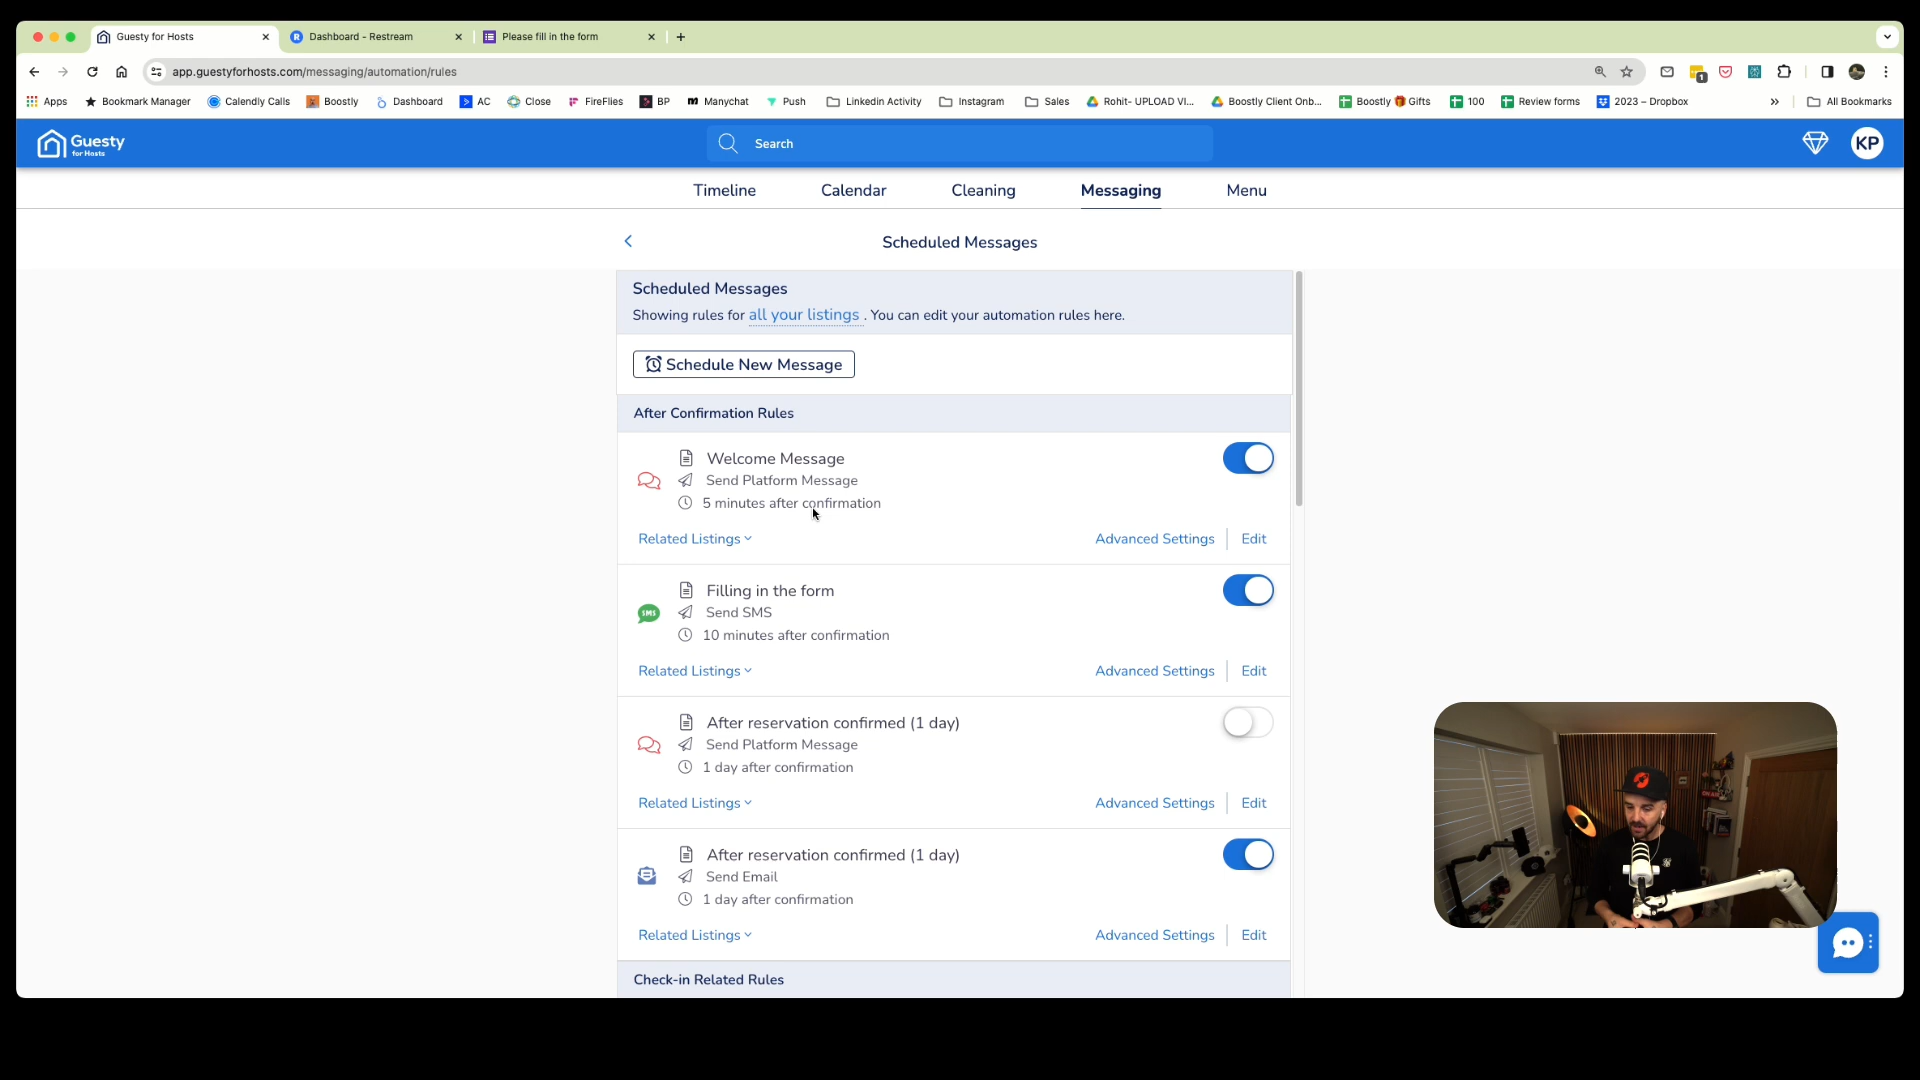 Guesty for Hosts
Dashboard - Restream
Please fill in the form
app.guestyforhosts.com/messaging/automation/rules
1
Apps
Bookmark Manager
Calendly Calls
Boostly
Dashboard
AC
Close
FireFlies
BP
Manychat
Push
Linkedin Activity
Instagram
Sales
Rohit- UPLOAD VI...
Boostly Client Onb...
Boostly 🎁 Gifts
100
Review forms
2023 – Dropbox
»
All Bookmarks
Guesty
for Hosts
Search
KP
Timeline
Calendar
Cleaning
Messaging
Menu
Scheduled Messages
Scheduled Messages
Showing rules for all your listings . You can edit your automation rules here.
Schedule New Message
After Confirmation Rules
Welcome Message
Send Platform Message
5 minutes after confirmation
Related Listings
Advanced Settings
Edit
Filling in the form
SMS
Send SMS
10 minutes after confirmation
Related Listings
Advanced Settings
Edit
After reservation confirmed (1 day)
Send Platform Message
1 day after confirmation
Related Listings
Advanced Settings
Edit
After reservation confirmed (1 day)
Send Email
1 day after confirmation
Related Listings
Advanced Settings
Edit
Check-in Related Rules